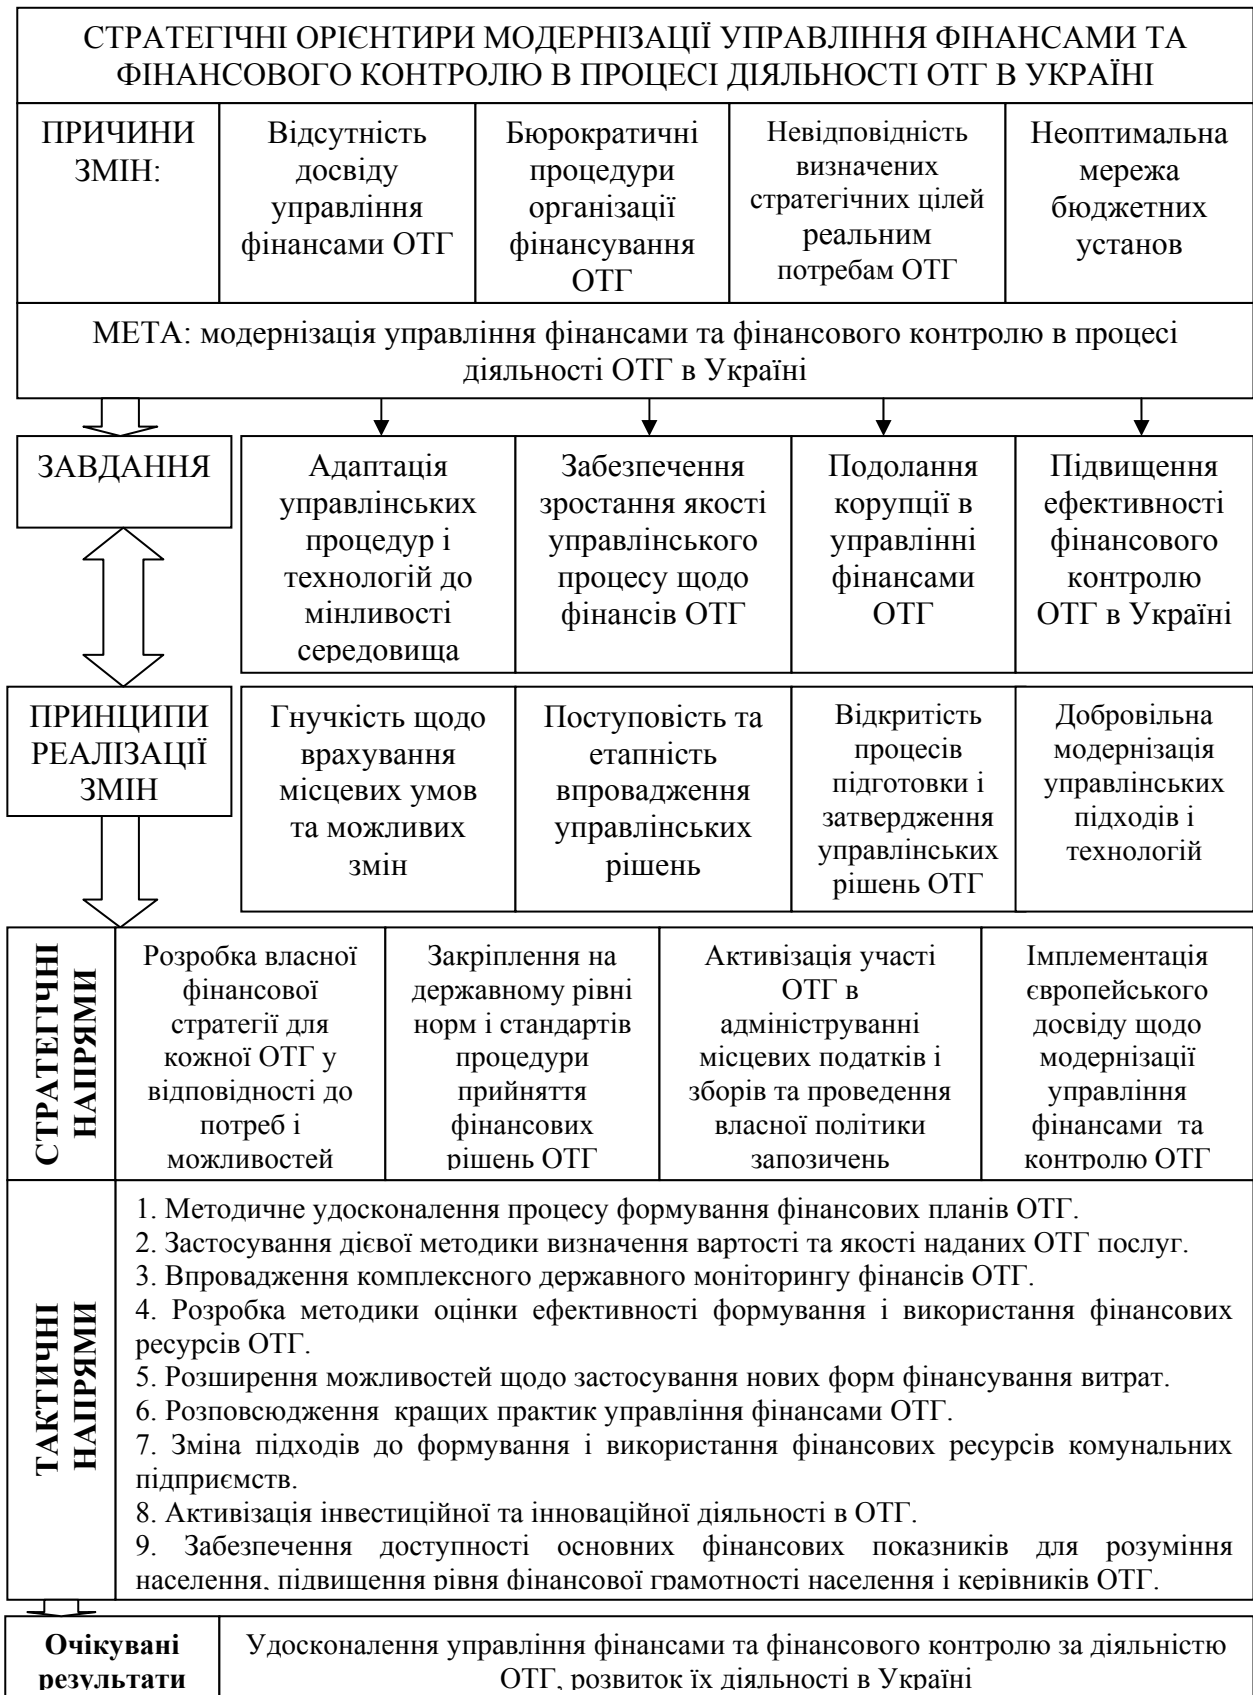 СТРАТЕГІЧНІ ОРІЄНТИРИ МОДЕРНІЗАЦІЇ УПРАВЛІННЯ ФІНАНСАМИ ТА
ФІНАНСОВОГО КОНТРОЛЮ В ПРОЦЕСІ ДІЯЛЬНОСТІ ОТГ В УКРАЇНІ
ПРИЧИНИ
ЗМІН:
Відсутність
досвіду
управління
фінансами ОТГ
Бюрократичні
процедури
організації
фінансування
ОТГ
Невідповідність
визначених
стратегічних цілей
реальним
потребам ОТГ
Неоптимальна
мережа
бюджетних
установ
МЕТА: модернізація управління фінансами та фінансового контролю в процесі
діяльності ОТГ в Україні
ЗАВДАННЯ
Адаптація
управлінських
процедур і
технологій до
мінливості
середовища
Забезпечення
зростання якості
управлінського
процесу щодо
фінансів ОТГ
Подолання
корупції в
управлінні
фінансами
ОТГ
Підвищення
ефективності
фінансового
контролю
ОТГ в Україні
ПРИНЦИПИ
РЕАЛІЗАЦІЇ
ЗМІН
Гнучкість щодо
врахування
місцевих умов
та можливих
змін
Поступовість та
етапність
впровадження
управлінських
рішень
Відкритість
процесів
підготовки і
затвердження
управлінських
рішень ОТГ
Добровільна
модернізація
управлінських
підходів і
технологій
СТРАТЕГІЧНІ
НАПРЯМИ
Розробка власної
фінансової
стратегії для
кожної ОТГ у
відповідності до
потреб і
можливостей
Закріплення на
державному рівні
норм і стандартів
процедури
прийняття
фінансових
рішень ОТГ
Активізація участі
ОТГ в
адмініструванні
місцевих податків і
зборів та проведення
власної політики
запозичень
Імплементація
європейського
досвіду щодо
модернізації
управління
фінансами та
контролю ОТГ
ТАКТИЧНІ
НАПРЯМИ
1. Методичне удосконалення процесу формування фінансових планів ОТГ.
2. Застосування дієвої методики визначення вартості та якості наданих ОТГ послуг.
3. Впровадження комплексного державного моніторингу фінансів ОТГ.
4. Розробка методики оцінки ефективності формування і використання фінансових
ресурсів ОТГ.
5. Розширення можливостей щодо застосування нових форм фінансування витрат.
6. Розповсюдження кращих практик управління фінансами ОТГ.
7. Зміна підходів до формування і використання фінансових ресурсів комунальних
підприємств.
8. Активізація інвестиційної та інноваційної діяльності в ОТГ.
9. Забезпечення доступності основних фінансових показників для розуміння
населення, підвищення рівня фінансової грамотності населення і керівників ОТГ.
Очікувані
результати
Удосконалення управління фінансами та фінансового контролю за діяльністю
ОТГ, розвиток їх діяльності в Україні